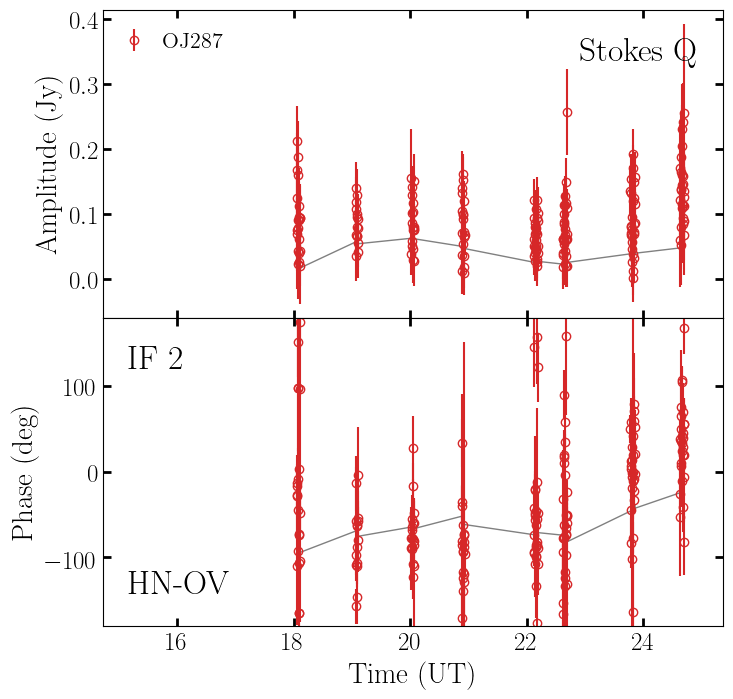 0.4
OJ287
Stokes Q
0.3
0.2
0.1
0.0
Amplitude (Jy)
IF 2
100
0
−100
Phase (deg)
HN-OV
16 18 20 22 24
Time (UT)